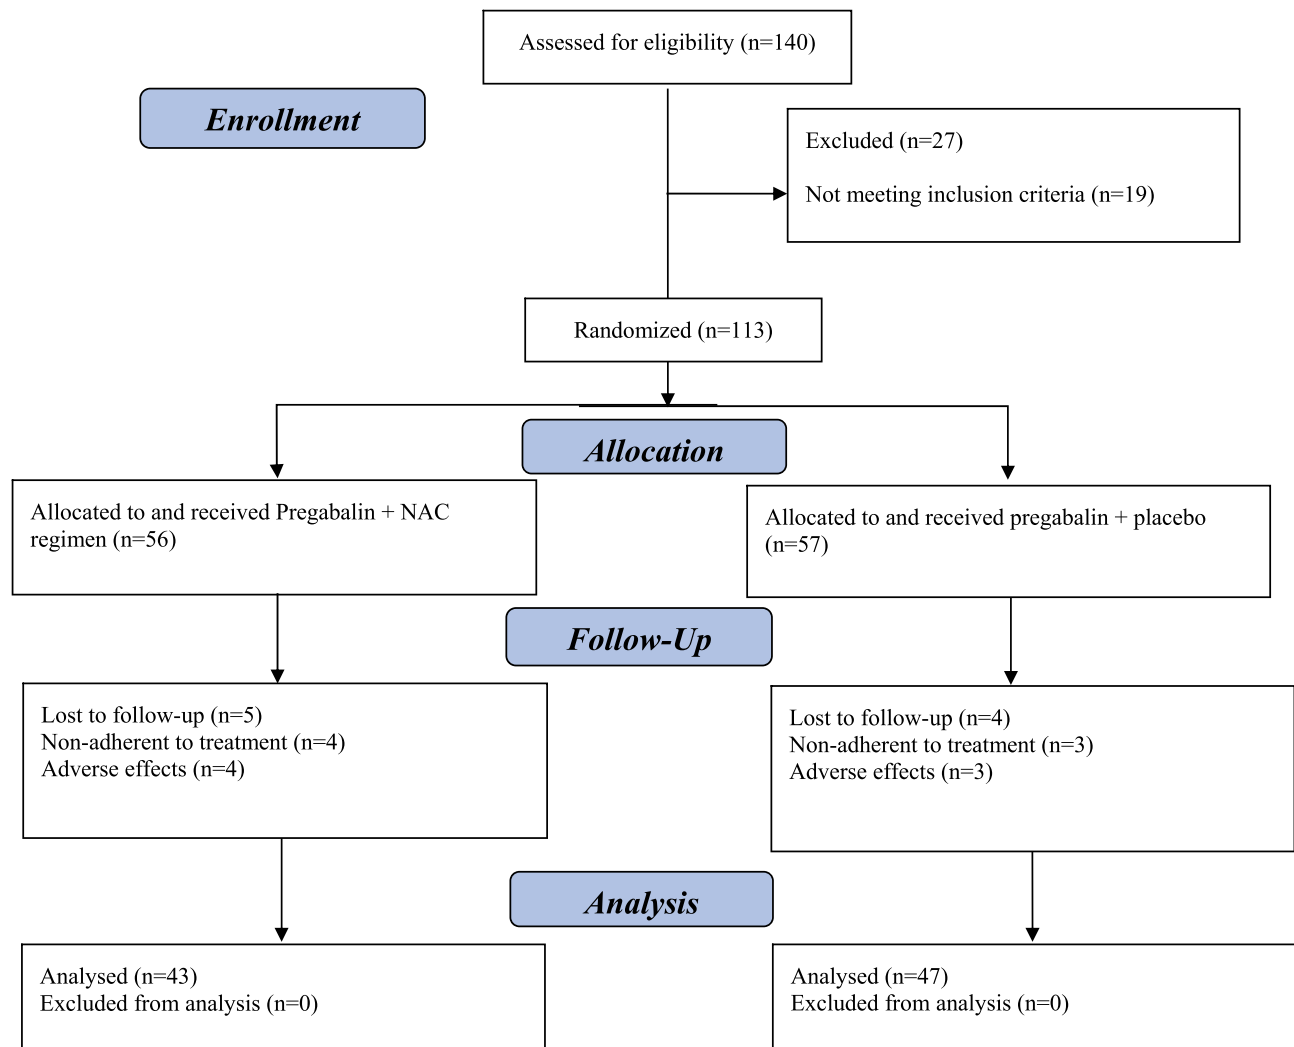 Assessed for eligibility (n=140)
Enrollment
Excluded (n=27)
Not meeting inclusion criteria (n=19)
Randomized (n=113)
Allocation
Allocated to and received Pregabalin + NAC
regimen (n=56)
Allocated to and received pregabalin + placebo
(n=57)
Follow-Up
Lost to follow-up (n=5)
Non-adherent to treatment (n=4)
Adverse effects (n=4)
Lost to follow-up (n=4)
Non-adherent to treatment (n=3)
Adverse effects (n=3)
Analysis
Analysed (n=43)
Excluded from analysis (n=0)
Analysed (n=47)
Excluded from analysis (n=0)